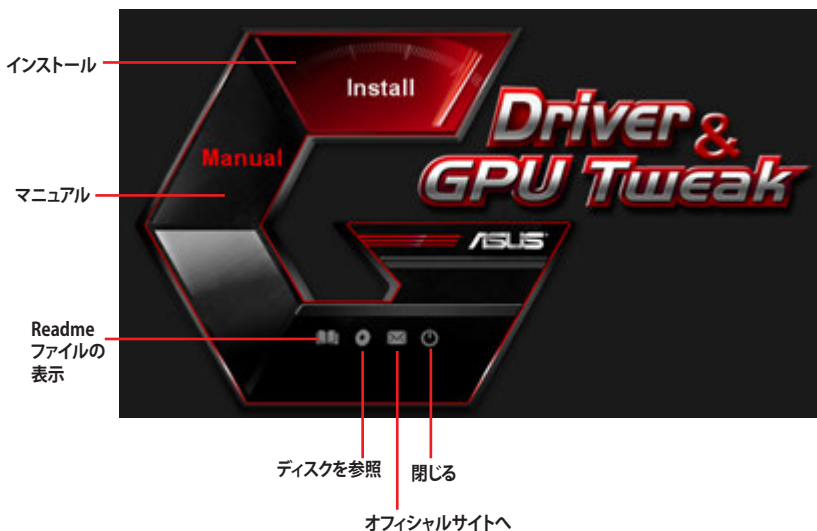 インストール
Install
Driver &
GPU Tweak
Manual
マニュアル
ASUS
Readme
ファイルの
表示
ディスクを参照
閉じる
オフィシャルサイトへ